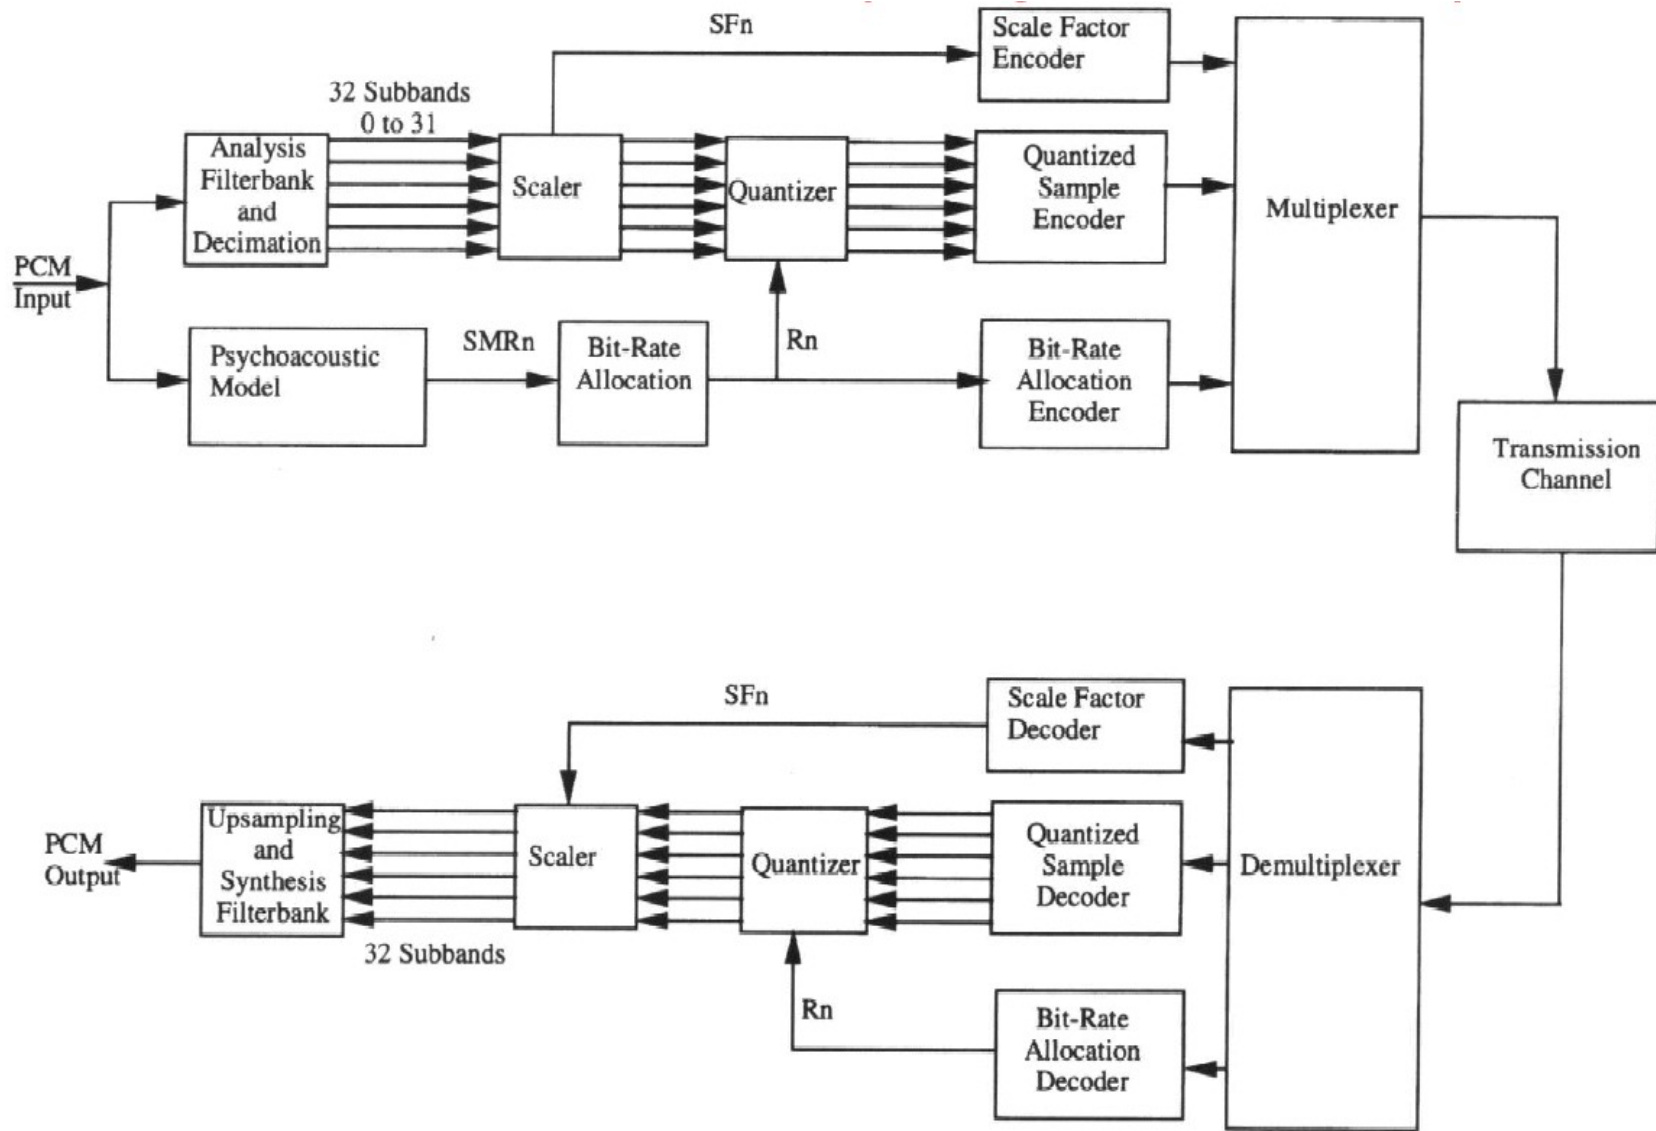 SFn
Scale Factor
Encoder
32 Subbands
0 to 31
Analysis
Filterbank
and
Decimation
Scaler
Quantizer
Quantized
Sample
Encoder
Multiplexer
PCM
Input
Psychoacoustic
Model
SMRn
Bit-Rate
Allocation
Rn
Bit-Rate
Allocation
Encoder
Transmission
Channel
SFn
Scale Factor
Decoder
PCM
Output
Upsampling
and
Synthesis
Filterbank
32 Subbands
Scaler
Quantizer
Quantized
Sample
Decoder
Demultiplexer
Rn
Bit-Rate
Allocation
Decoder